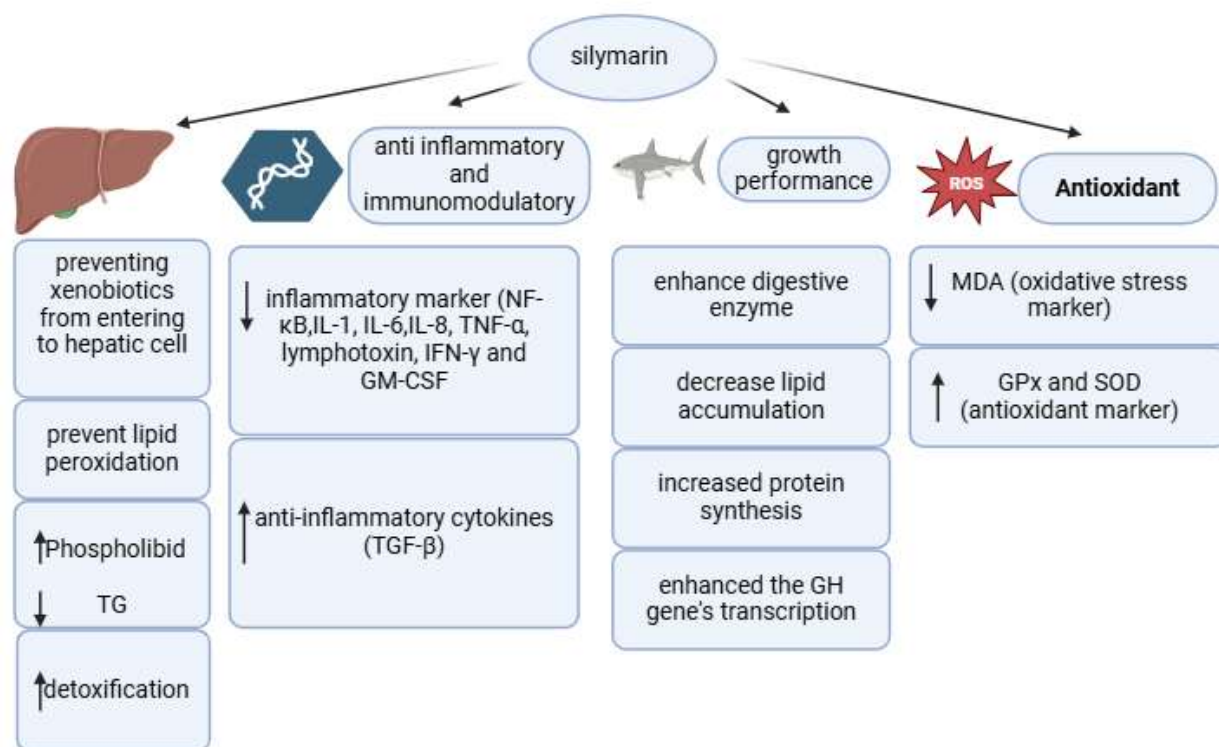 silymarin
anti inflammatory
and
immunomodulatory
growth
performance
ROS
Antioxidant
preventing
xenobiotics
from entering
to hepatic cell
prevent lipid
peroxidation
↑Phospholibid
↓ TG
↑detoxification
↓ inflammatory marker (NF-
κB,IL-1, IL-6,IL-8, TNF-α,
lymphotoxin, IFN-γ and
GM-CSF
↑ anti-inflammatory cytokines
(TGF-β)
enhance digestive
enzyme
decrease lipid
accumulation
increased protein
synthesis
enhanced the GH
gene's transcription
↓ MDA (oxidative stress
marker)
↑ GPx and SOD
(antioxidant marker)